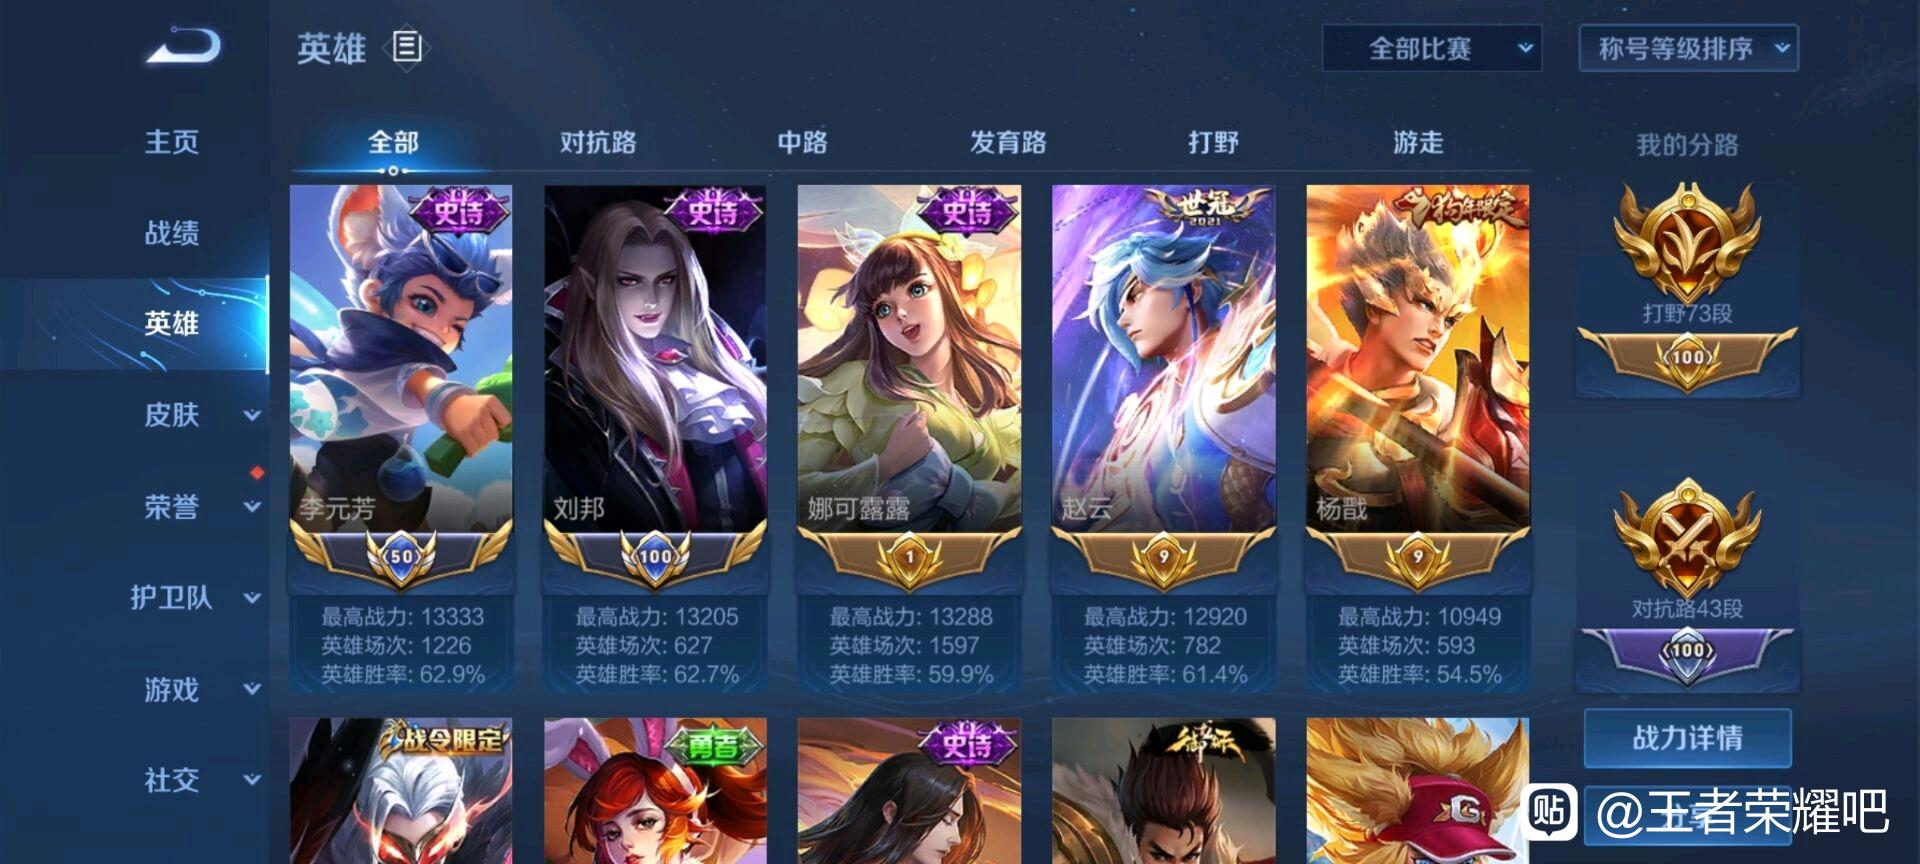 英雄
全部比赛
称号等级排序
主页
战绩
英雄
皮肤
荣誉
护卫队
游戏
社交
全部
对抗路
中路
发育路
打野
游走
我的分路
史诗
李元芳
50
最高战力: 13333
英雄场次: 1226
英雄胜率: 62.9%
史诗
刘邦
100
最高战力: 13205
英雄场次: 627
英雄胜率: 62.7%
史诗
娜可露露
1
最高战力: 13288
英雄场次: 1597
英雄胜率: 59.9%
世冠
2021
赵云
9
最高战力: 12920
英雄场次: 782
英雄胜率: 61.4%
狗年限定
杨戬
9
最高战力: 10949
英雄场次: 593
英雄胜率: 54.5%
打野73段
100
对抗路43段
100
战力详情
战令限定
勇者
史诗
G
贴
@王者荣耀吧